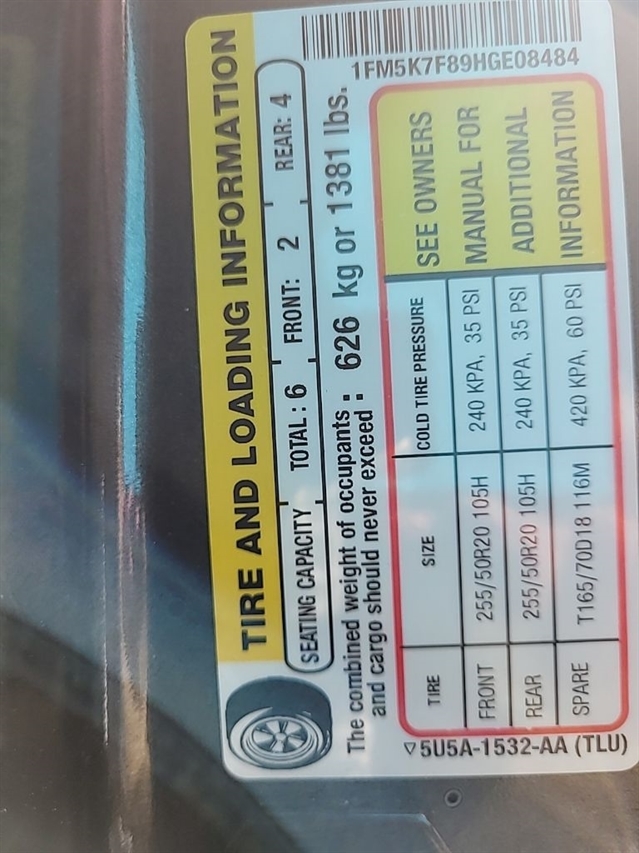 TIRE AND LOADING INFORMATION
SEATING CAPACITY TOTAL : 6 FRONT: 2 REAR: 4
The combined weight of occupants : 626 kg or 1381 lbs.
and cargo should never exceed :
1FM5K7F89HGE08484
TIRE SIZE COLD TIRE PRESSURE SEE OWNERS
FRONT 255/50R20 105H 240 KPA, 35 PSI MANUAL FOR
REAR 255/50R20 105H 240 KPA, 35 PSI ADDITIONAL
SPARE T165/70D18 116M 420 KPA, 60 PSI INFORMATION
▽5U5A-1532-AA (TLU)